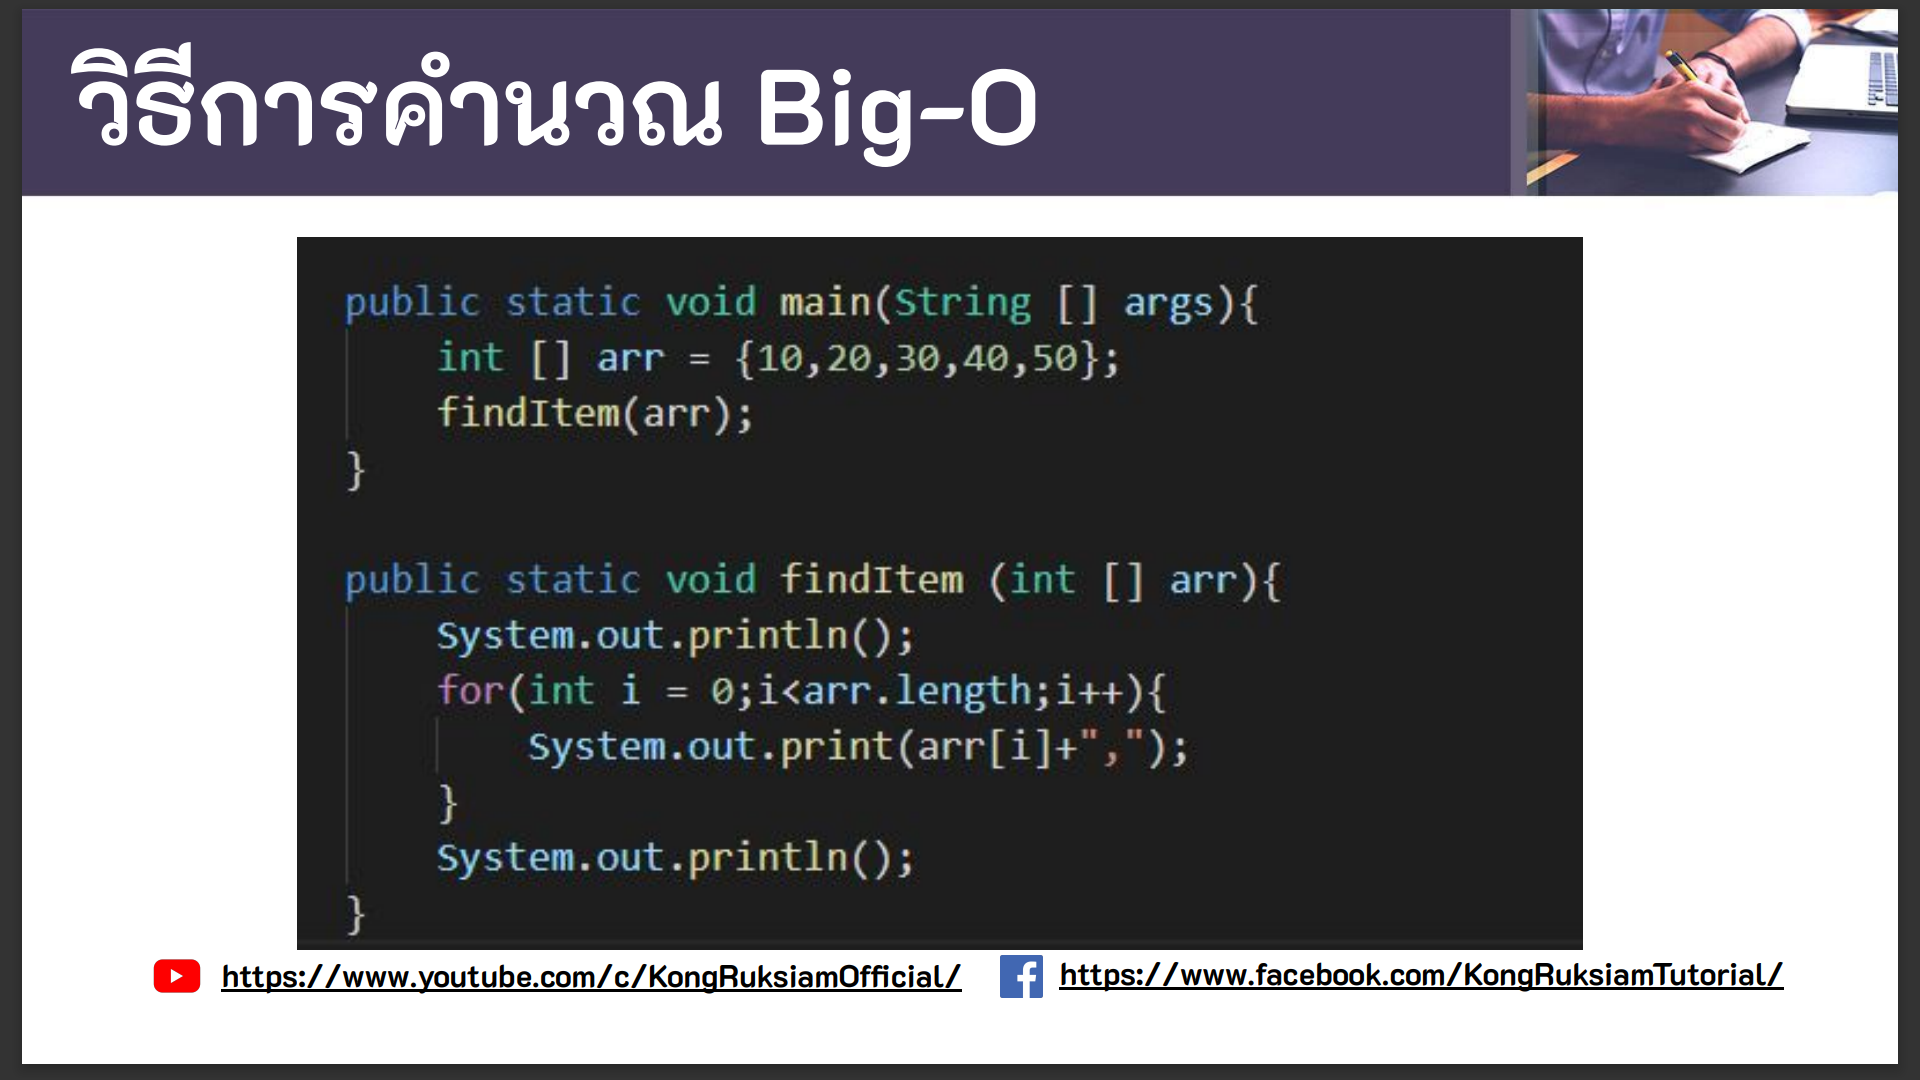 วิธีการคำนวณ Big-O
public static void main(String [] args){
int [] arr = {10,20,30,40,50};
findItem(arr);
}
public static void findItem (int [] arr){
System.out.println();
for(int i = 0;i<arr.length;i++){
System.out.print(arr[i]+",");
}
System.out.println();
}
https://www.youtube.com/c/KongRuksiamOfficial/
https://www.facebook.com/KongRuksiamTutorial/